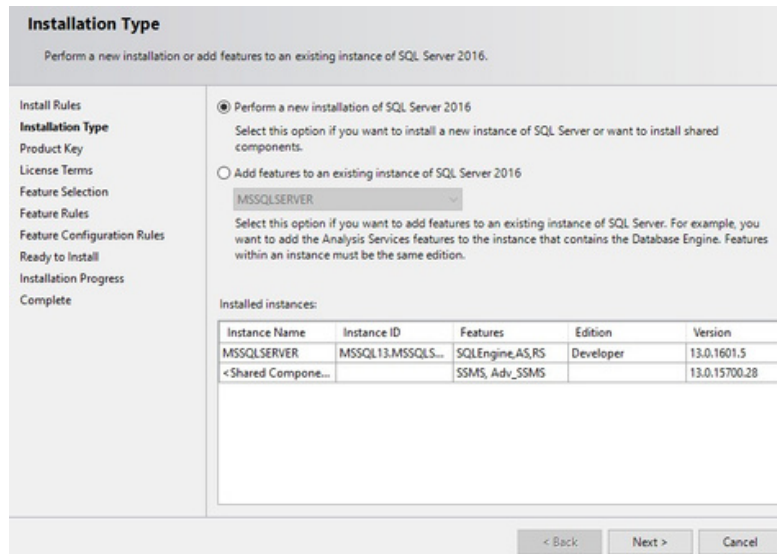 Installation Type
Perform a new installation or add features to an existing instance of SQL Server 2016.
Install Rules
Installation Type
Product Key
License Terms
Feature Selection
Feature Rules
Feature Configuration Rules
Ready to Install
Installation Progress
Complete
Perform a new installation of SQL Server 2016
Select this option if you want to install a new instance of SQL Server or want to install shared
components.
Add features to an existing instance of SQL Server 2016
MSSQLSERVER
Select this option if you want to add features to an existing instance of SQL Server. For example, you
want to add the Analysis Services features to the instance that contains the Database Engine. Features
within an instance must be the same edition.
Installed instances:
Instance Name Instance ID Features Edition Version
MSSQLSERVER MSSQL13.MSSQLS... SQLEngine,AS,RS Developer 13.0.1601.5
<Shared Compone... SSMS, Adv_SSMS 13.0.15700.28
< Back Next > Cancel